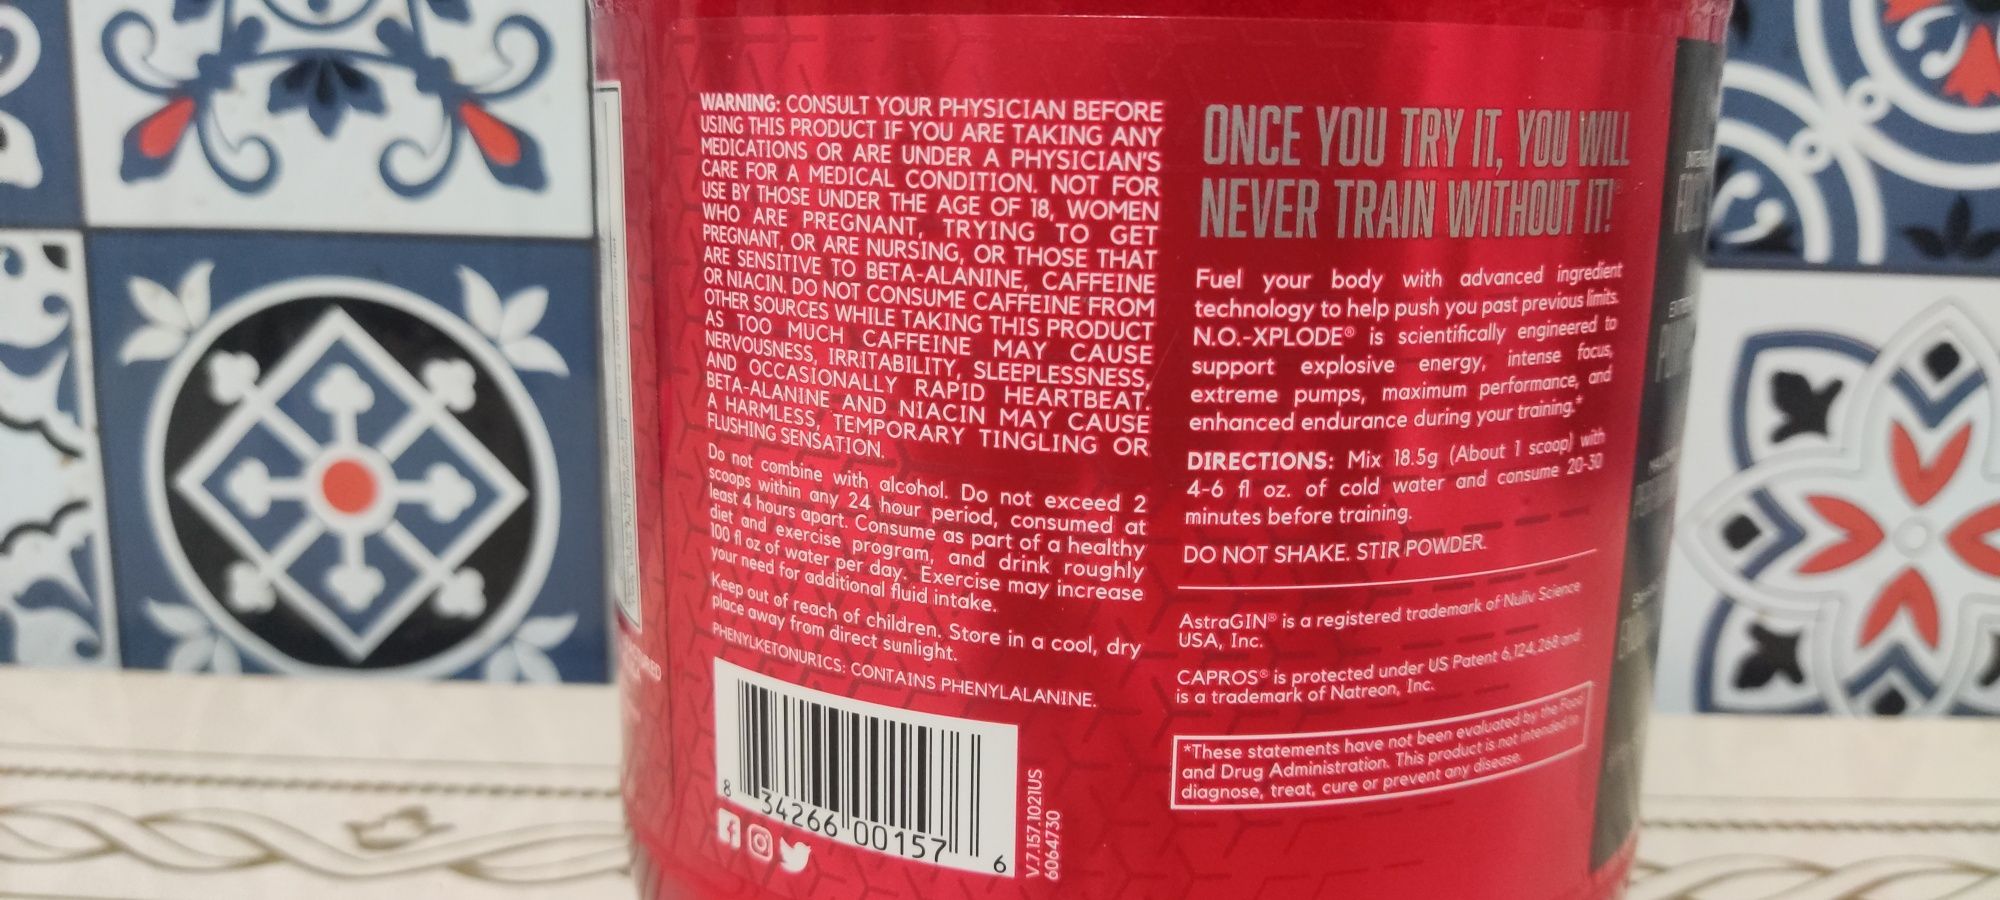 WARNING: CONSULT YOUR PHYSICIAN BEFORE
USING THIS PRODUCT IF YOU ARE TAKING ANY
MEDICATIONS OR ARE UNDER A PHYSICIAN'S
CARE FOR A MEDICAL CONDITION. NOT FOR
USE BY THOSE UNDER THE AGE OF 18, WOMEN
WHO ARE PREGNANT, TRYING TO GET
PREGNANT, OR ARE NURSING, OR THOSE THAT
ARE SENSITIVE TO BETA-ALANINE, CAFFEINE
OR NIACIN. DO NOT CONSUME CAFFEINE FROM
OTHER SOURCES WHILE TAKING THIS PRODUCT
AS TOO MUCH CAFFEINE MAY CAUSE
NERVOUSNESS, IRRITABILITY, SLEEPLESSNESS,
AND OCCASIONALLY RAPID HEARTBEAT.
BETA-ALANINE AND NIACIN MAY CAUSE
A HARMLESS, TEMPORARY TINGLING OR
FLUSHING SENSATION.
Do not combine with alcohol. Do not exceed 2
scoops within any 24 hour period, consumed at
least 4 hours apart. Consume as part of a healthy
diet and exercise program, and drink roughly
100 fl oz of water per day. Exercise may increase
your need for additional fluid intake.
Keep out of reach of children. Store in a cool, dry
place away from direct sunlight.
PHENYLKETONURICS: CONTAINS PHENYLALANINE.
8 34266 00157 6
V.7.157.1021US
6064730
ONCE YOU TRY IT, YOU WILL
NEVER TRAIN WITHOUT IT!®
Fuel your body with advanced ingredient
technology to help push you past previous limits.
N.O.-XPLODE® is scientifically engineered to
support explosive energy, intense focus,
extreme pumps, maximum performance, and
enhanced endurance during your training.*
DIRECTIONS: Mix 18.5g (About 1 scoop) with
4-6 fl oz. of cold water and consume 20-30
minutes before training.
DO NOT SHAKE. STIR POWDER.
AstraGIN® is a registered trademark of Nuliv Science
USA, Inc.
CAPROS® is protected under US Patent 6,124,268 and
is a trademark of Natreon, Inc.
*These statements have not been evaluated by the Food
and Drug Administration. This product is not intended to
diagnose, treat, cure or prevent any disease.